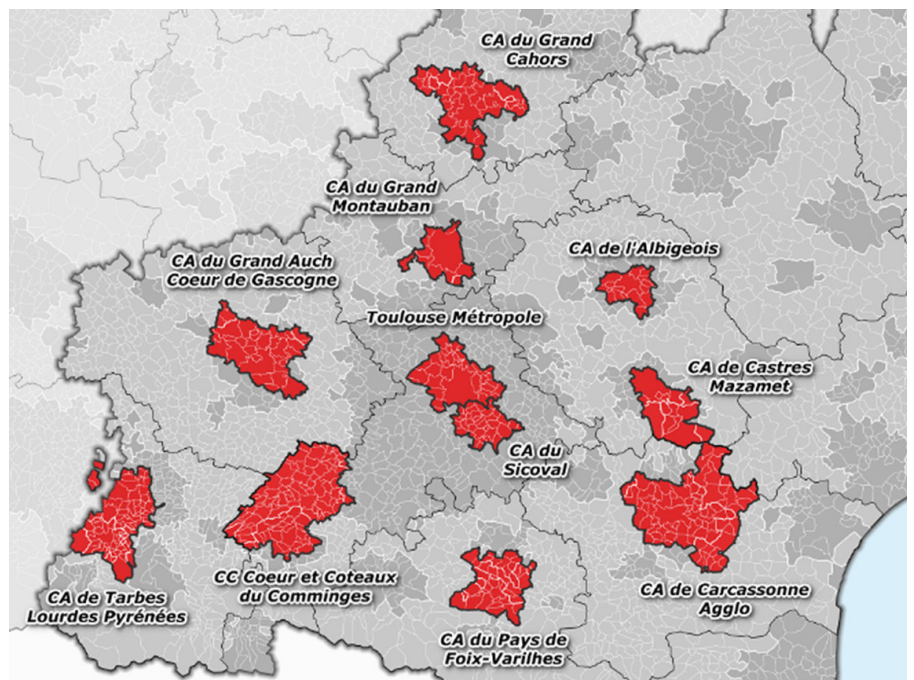 CA du Grand
Cahors
CA du Grand
Montauban
CA de l'Albigeois
CA du Grand Auch
Coeur de Gascogne
Toulouse Métropole
CA de Castres
Mazamet
CA du
Sicoval
CC Coeur et Coteaux
du Comminges
CA de Tarbes
Lourdes Pyrénées
CA de Carcassonne
Agglo
CA du Pays de
Foix-Varilhes